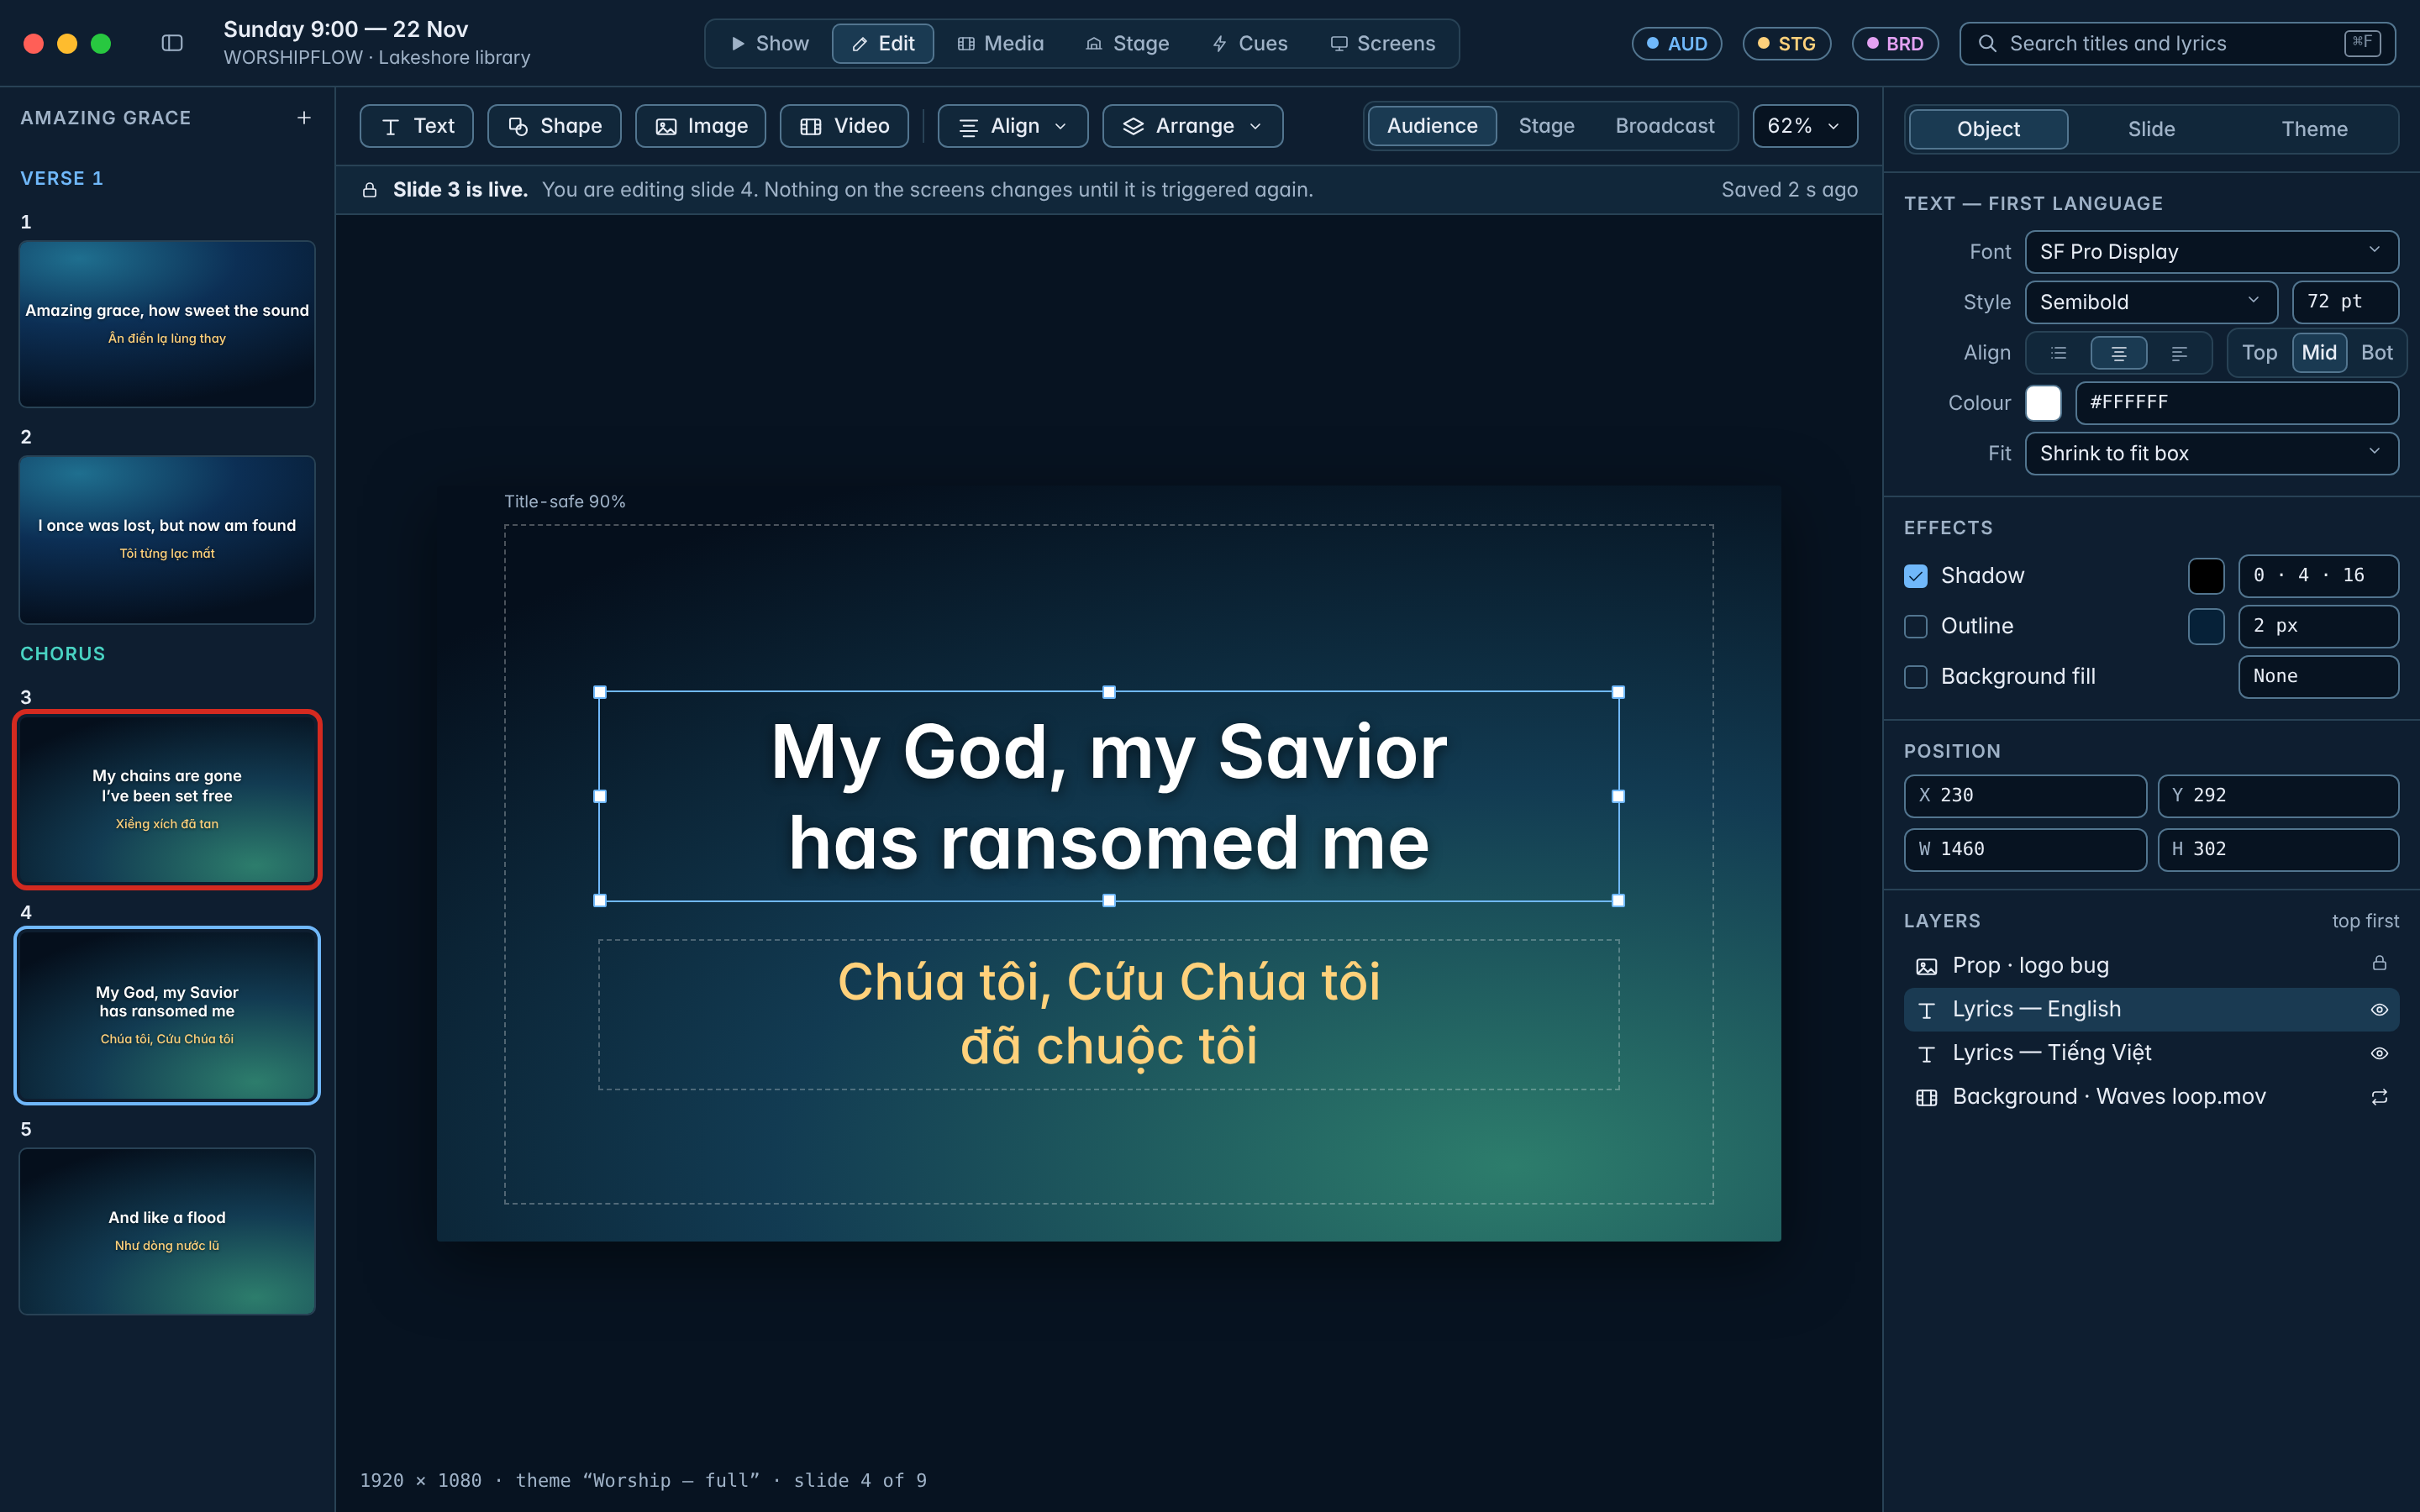 Sunday 9:00 — 22 Nov
WORSHIPFLOW · Lakeshore library
Show
Edit
Media
Stage
Cues
Screens
AUD
STG
BRD
Search titles and lyrics
⌘F
AMAZING GRACE
VERSE 1
1
Amazing grace, how sweet the sound
Ân điển lạ lùng thay
2
I once was lost, but now am found
Tôi từng lạc mất
CHORUS
3
My chains are gone
I’ve been set free
Xiềng xích đã tan
4
My God, my Savior
has ransomed me
Chúa tôi, Cứu Chúa tôi
5
And like a flood
Như dòng nước lũ
Text
Shape
Image
Video
Align
Arrange
Audience
Stage
Broadcast
62%
Slide 3 is live. You are editing slide 4. Nothing on the screens changes until it is triggered again.
Saved 2 s ago
Title-safe 90%
My God, my Savior
has ransomed me
Chúa tôi, Cứu Chúa tôi
đã chuộc tôi
1920 × 1080 · theme “Worship — full” · slide 4 of 9
Object
Slide
Theme
TEXT — FIRST LANGUAGE
Font
SF Pro Display
Style
Semibold
72 pt
Align
Top
Mid
Bot
Colour
#FFFFFF
Fit
Shrink to fit box
EFFECTS
Shadow
0 · 4 · 16
Outline
2 px
Background fill
None
POSITION
X 230
Y 292
W 1460
H 302
LAYERS
top first
Prop · logo bug
Lyrics — English
Lyrics — Tiếng Việt
Background · Waves loop.mov